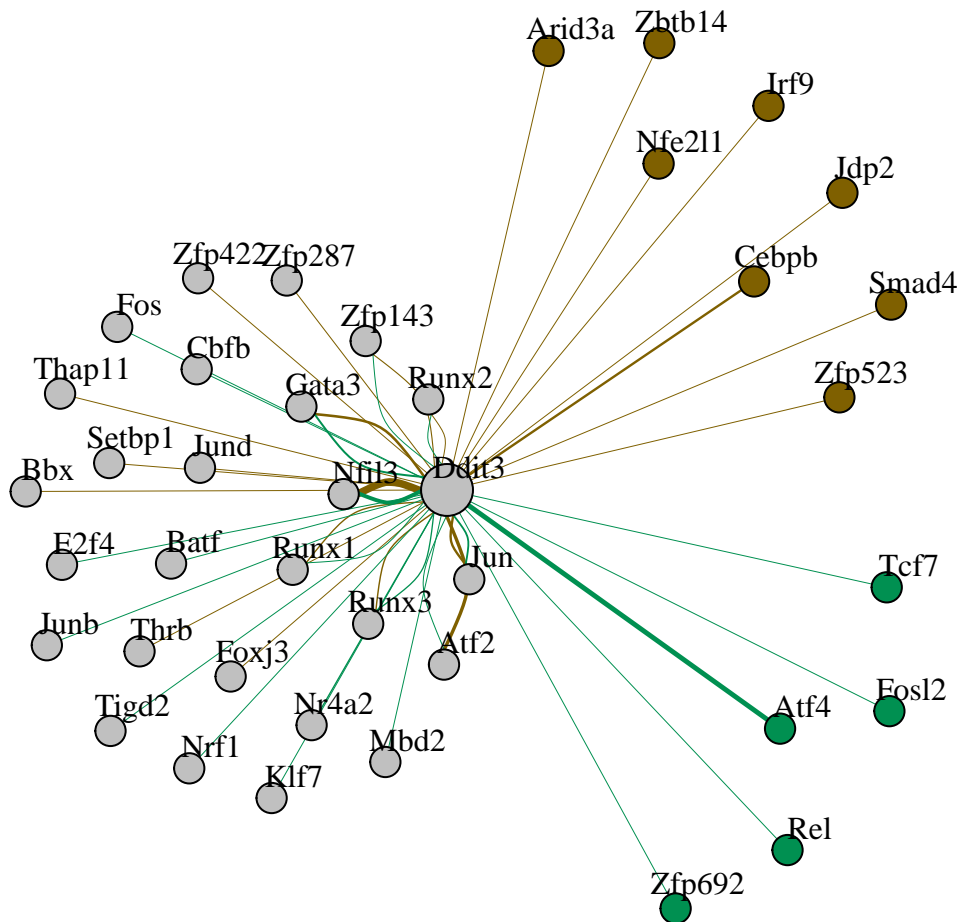 Arid3a
Zbtb14
Irf9
Nfe2l1
Jdp2
Zfp422
Zfp287
Cebpb
Smad4
Fos
Zfp143
Cbfb
Thap11
Gata3
Runx2
Zfp523
Setbp1
Jund
Bbx
Nfil3
Ddit3
E2f4
Batf
Runx1
Jun
Tcf7
Runx3
Junb
Thrb
Foxj3
Atf2
Tigd2
Nr4a2
Atf4
Fosl2
Nrf1
Mbd2
Klf7
Rel
Zfp692